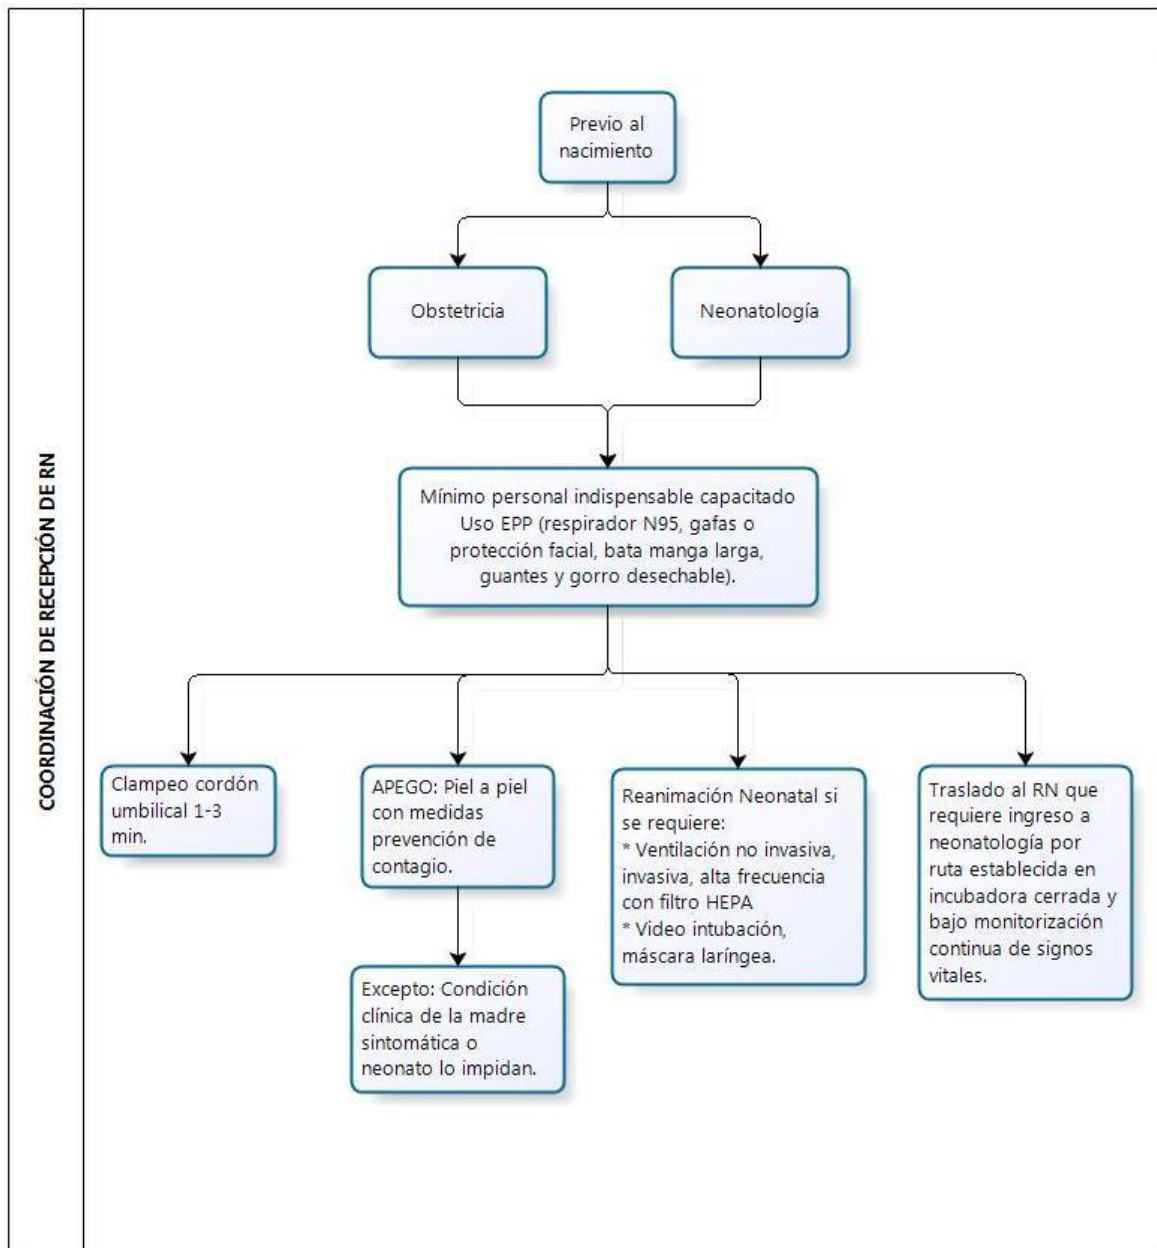 COORDINACIÓN DE RECEPCIÓN DE RN
Previo al
nacimiento
Obstetricia
Neonatología
Mínimo personal indispensable capacitado
Uso EPP (respirador N95, gafas o
protección facial, bata manga larga,
guantes y gorro desechable).
Clampeo cordón
umbilical 1-3
min.
APEGO: Piel a piel
con medidas
prevención de
contagio.
Excepto: Condición
clínica de la madre
sintomática o
neonato lo impidan.
Reanimación Neonatal si
se requiere:
* Ventilación no invasiva,
invasiva, alta frecuencia
con filtro HEPA
* Video intubación,
máscara laríngea.
Traslado al RN que
requiere ingreso a
neonatología por
ruta establecida en
incubadora cerrada y
bajo monitorización
continua de signos
vitales.